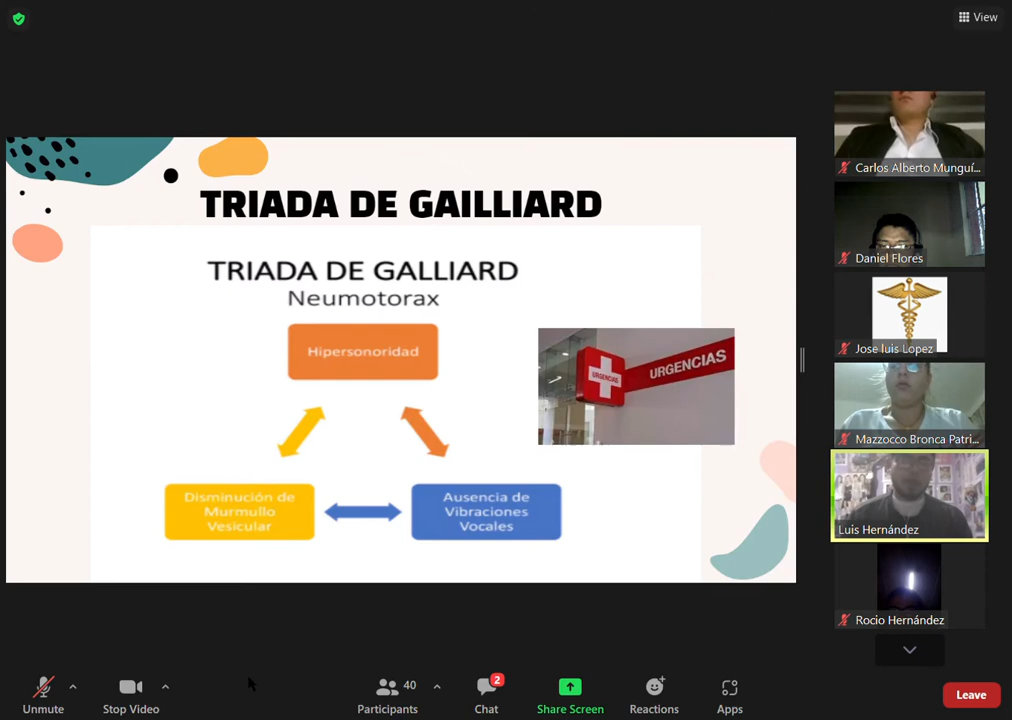 View
TRIADA DE GAILLIARD
TRIADA DE GALLIARD
Neumotorax
Hipersonoridad
Disminución de
Murmullo
Vesicular
Ausencia de
Vibraciones
Vocales
URGENCIAS
URGENCIAS
Carlos Alberto Munguí...
Daniel Flores
Jose luis Lopez
Mazzocco Bronca Patri...
Luis Hernández
Rocio Hernández
Unmute
Stop Video
40
Participants
2
Chat
Share Screen
Reactions
Apps
Leave